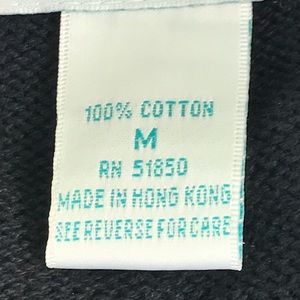 100% COTTON
M
RN 51850
MADE IN HONG KONG
SEE REVERSE FOR CARE